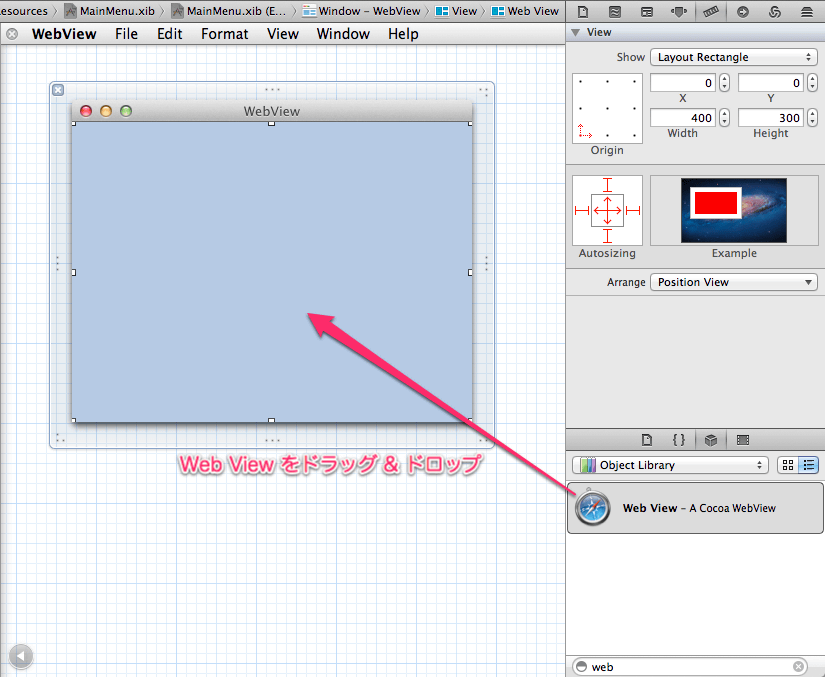 esources MainMenu.xib MainMenu.xib (E... Window – WebView View Web View
WebView File Edit Format View Window Help
WebView
Web View をドラッグ & ドロップ
View
Show Layout Rectangle
0 0
X Y
400 300
Width Height
Origin
Autosizing Example
Arrange Position View
{ }
Object Library
Web View – A Cocoa WebView
web